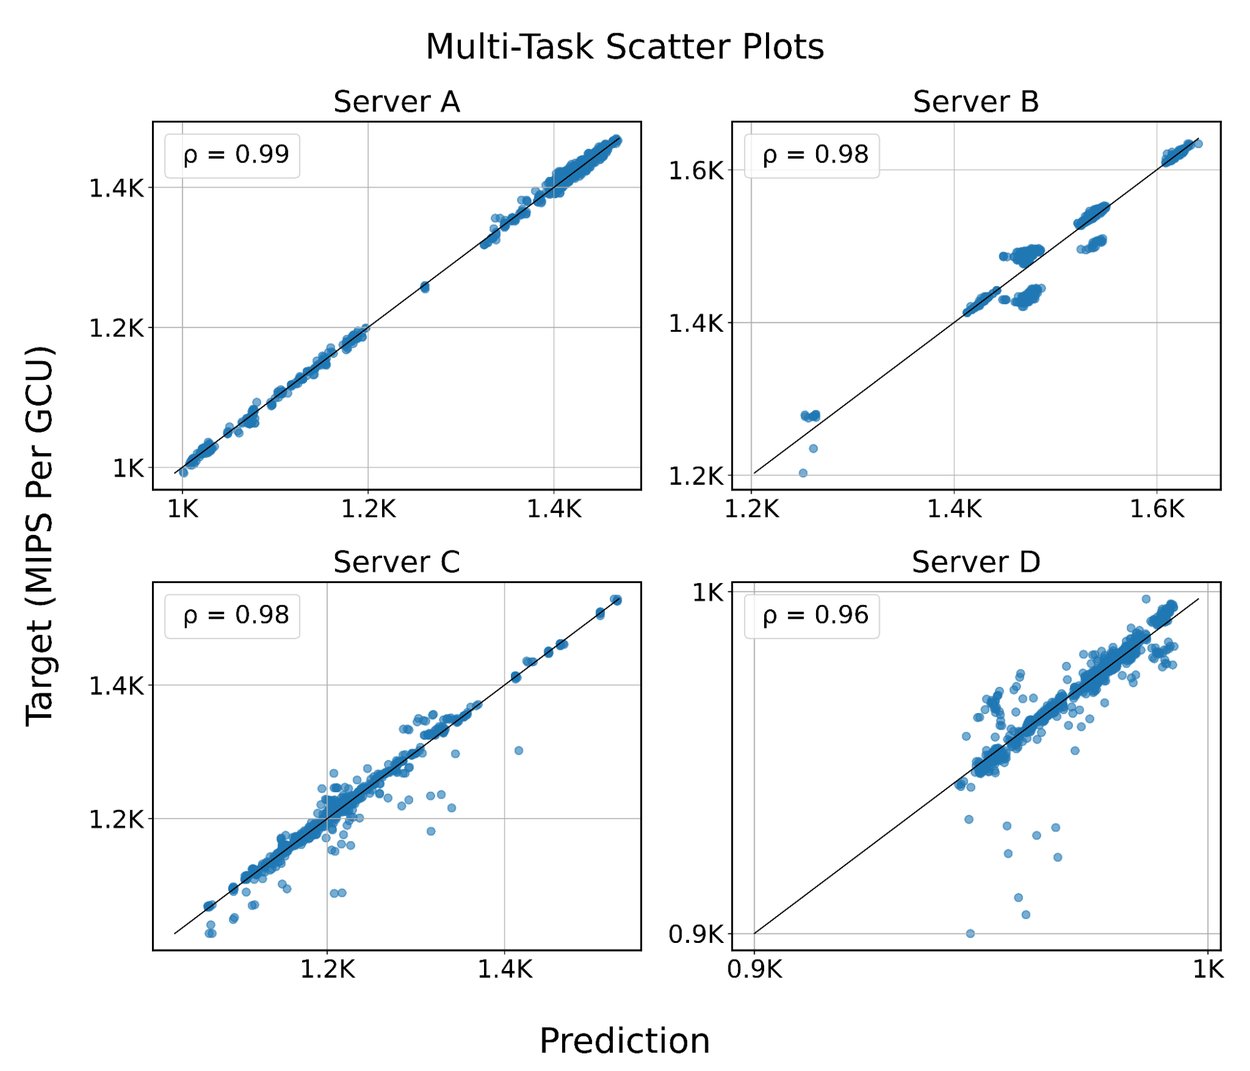 Multi-Task Scatter Plots
Server A
ρ = 0.99
1.4K
1.2K
1K
1K 1.2K 1.4K
Server B
ρ = 0.98
1.6K
1.4K
1.2K
1.2K 1.4K 1.6K
Target (MIPS Per GCU)
Server C
ρ = 0.98
1.4K
1.2K
1.2K 1.4K
Server D
ρ = 0.96
1K
0.9K
0.9K 1K
Prediction